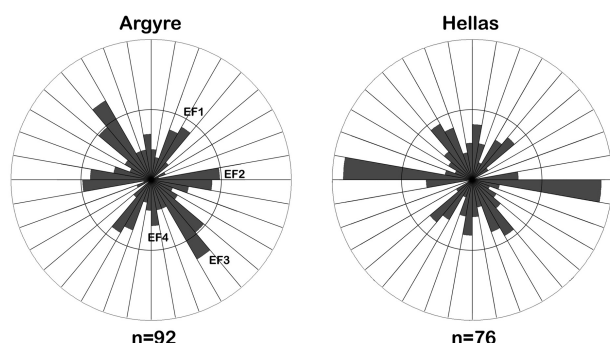 Argyre
Hellas
EF1
EF2
EF4
EF3
n=92
n=76